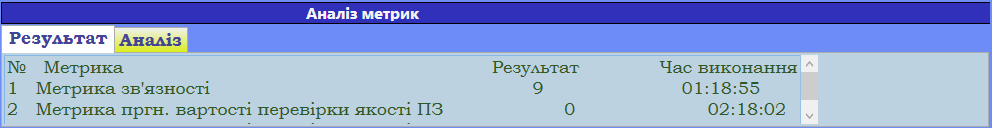 Аналіз метрик
Результат Аналіз
№ Метрика Результат Час виконання
1 Метрика зв'язності 9 01:18:55
2 Метрика пргн. вартості перевірки якості ПЗ 0 02:18:02